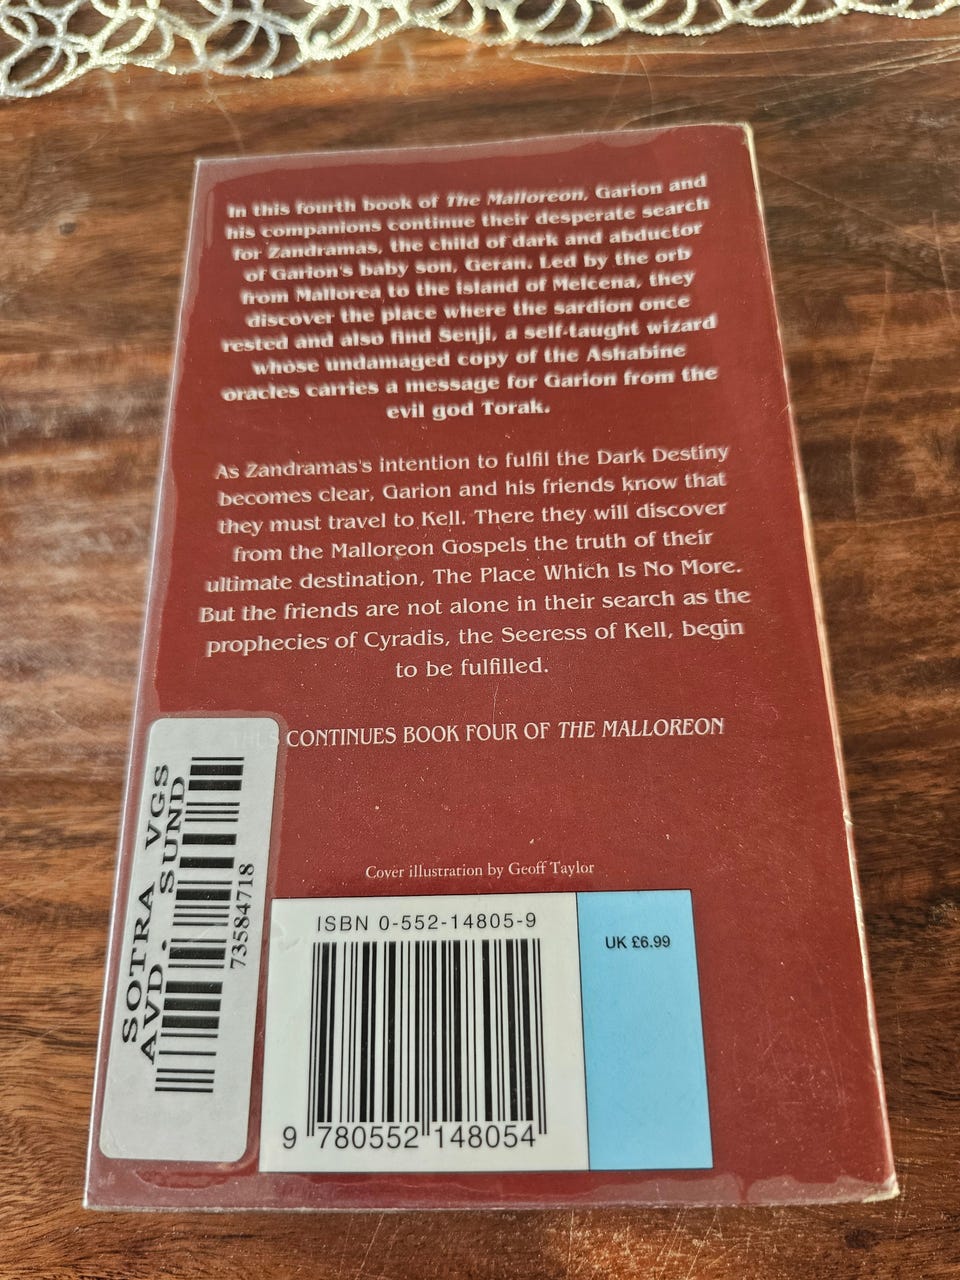 In this fourth book of The Malloreon, Garion and
his companions continue their desperate search
for Zandramas, the child of dark and abductor
of Garion's baby son, Geran. Led by the orb
from Mallorea to the island of Melcena, they
discover the place where the sardion once
rested and also find Senji, a self-taught wizard
whose undamaged copy of the Ashabine
oracles carries a message for Garion from the
evil god Torak.
As Zandramas's intention to fulfil the Dark Destiny
becomes clear, Garion and his friends know that
they must travel to Kell. There they will discover
from the Malloreon Gospels the truth of their
ultimate destination, The Place Which Is No More.
But the friends are not alone in their search as the
prophecies of Cyradis, the Seeress of Kell, begin
to be fulfilled.
THUS CONTINUES BOOK FOUR OF THE MALLOREON
Cover illustration by Geoff Taylor
SOTRA VGS
AVD. SUND
73584718
ISBN 0-552-14805-9
UK £6.99
9 780552 148054